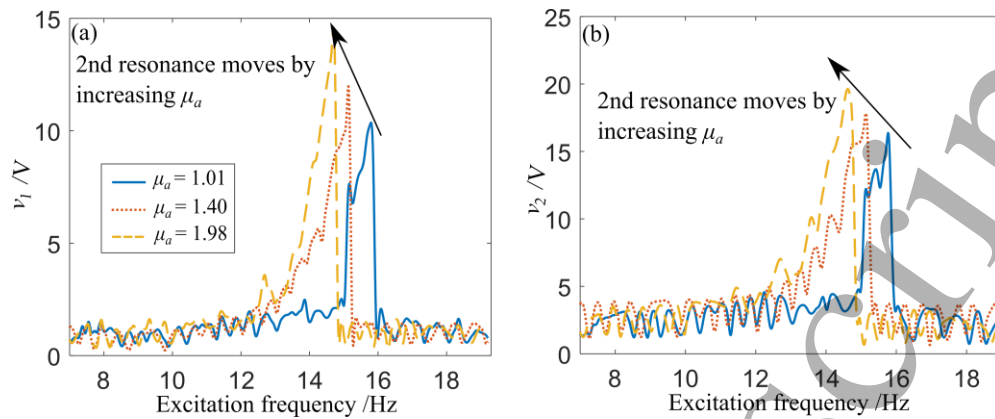 (a)
2nd resonance moves by
increasing μa
μa = 1.01
μa = 1.40
μa = 1.98
v1 /V
15
10
5
0
8 10 12 14 16 18
Excitation frequency /Hz
(b)
2nd resonance moves by
increasing μa
v2 /V
25
20
15
10
5
0
8 10 12 14 16 18
Excitation frequency /Hz